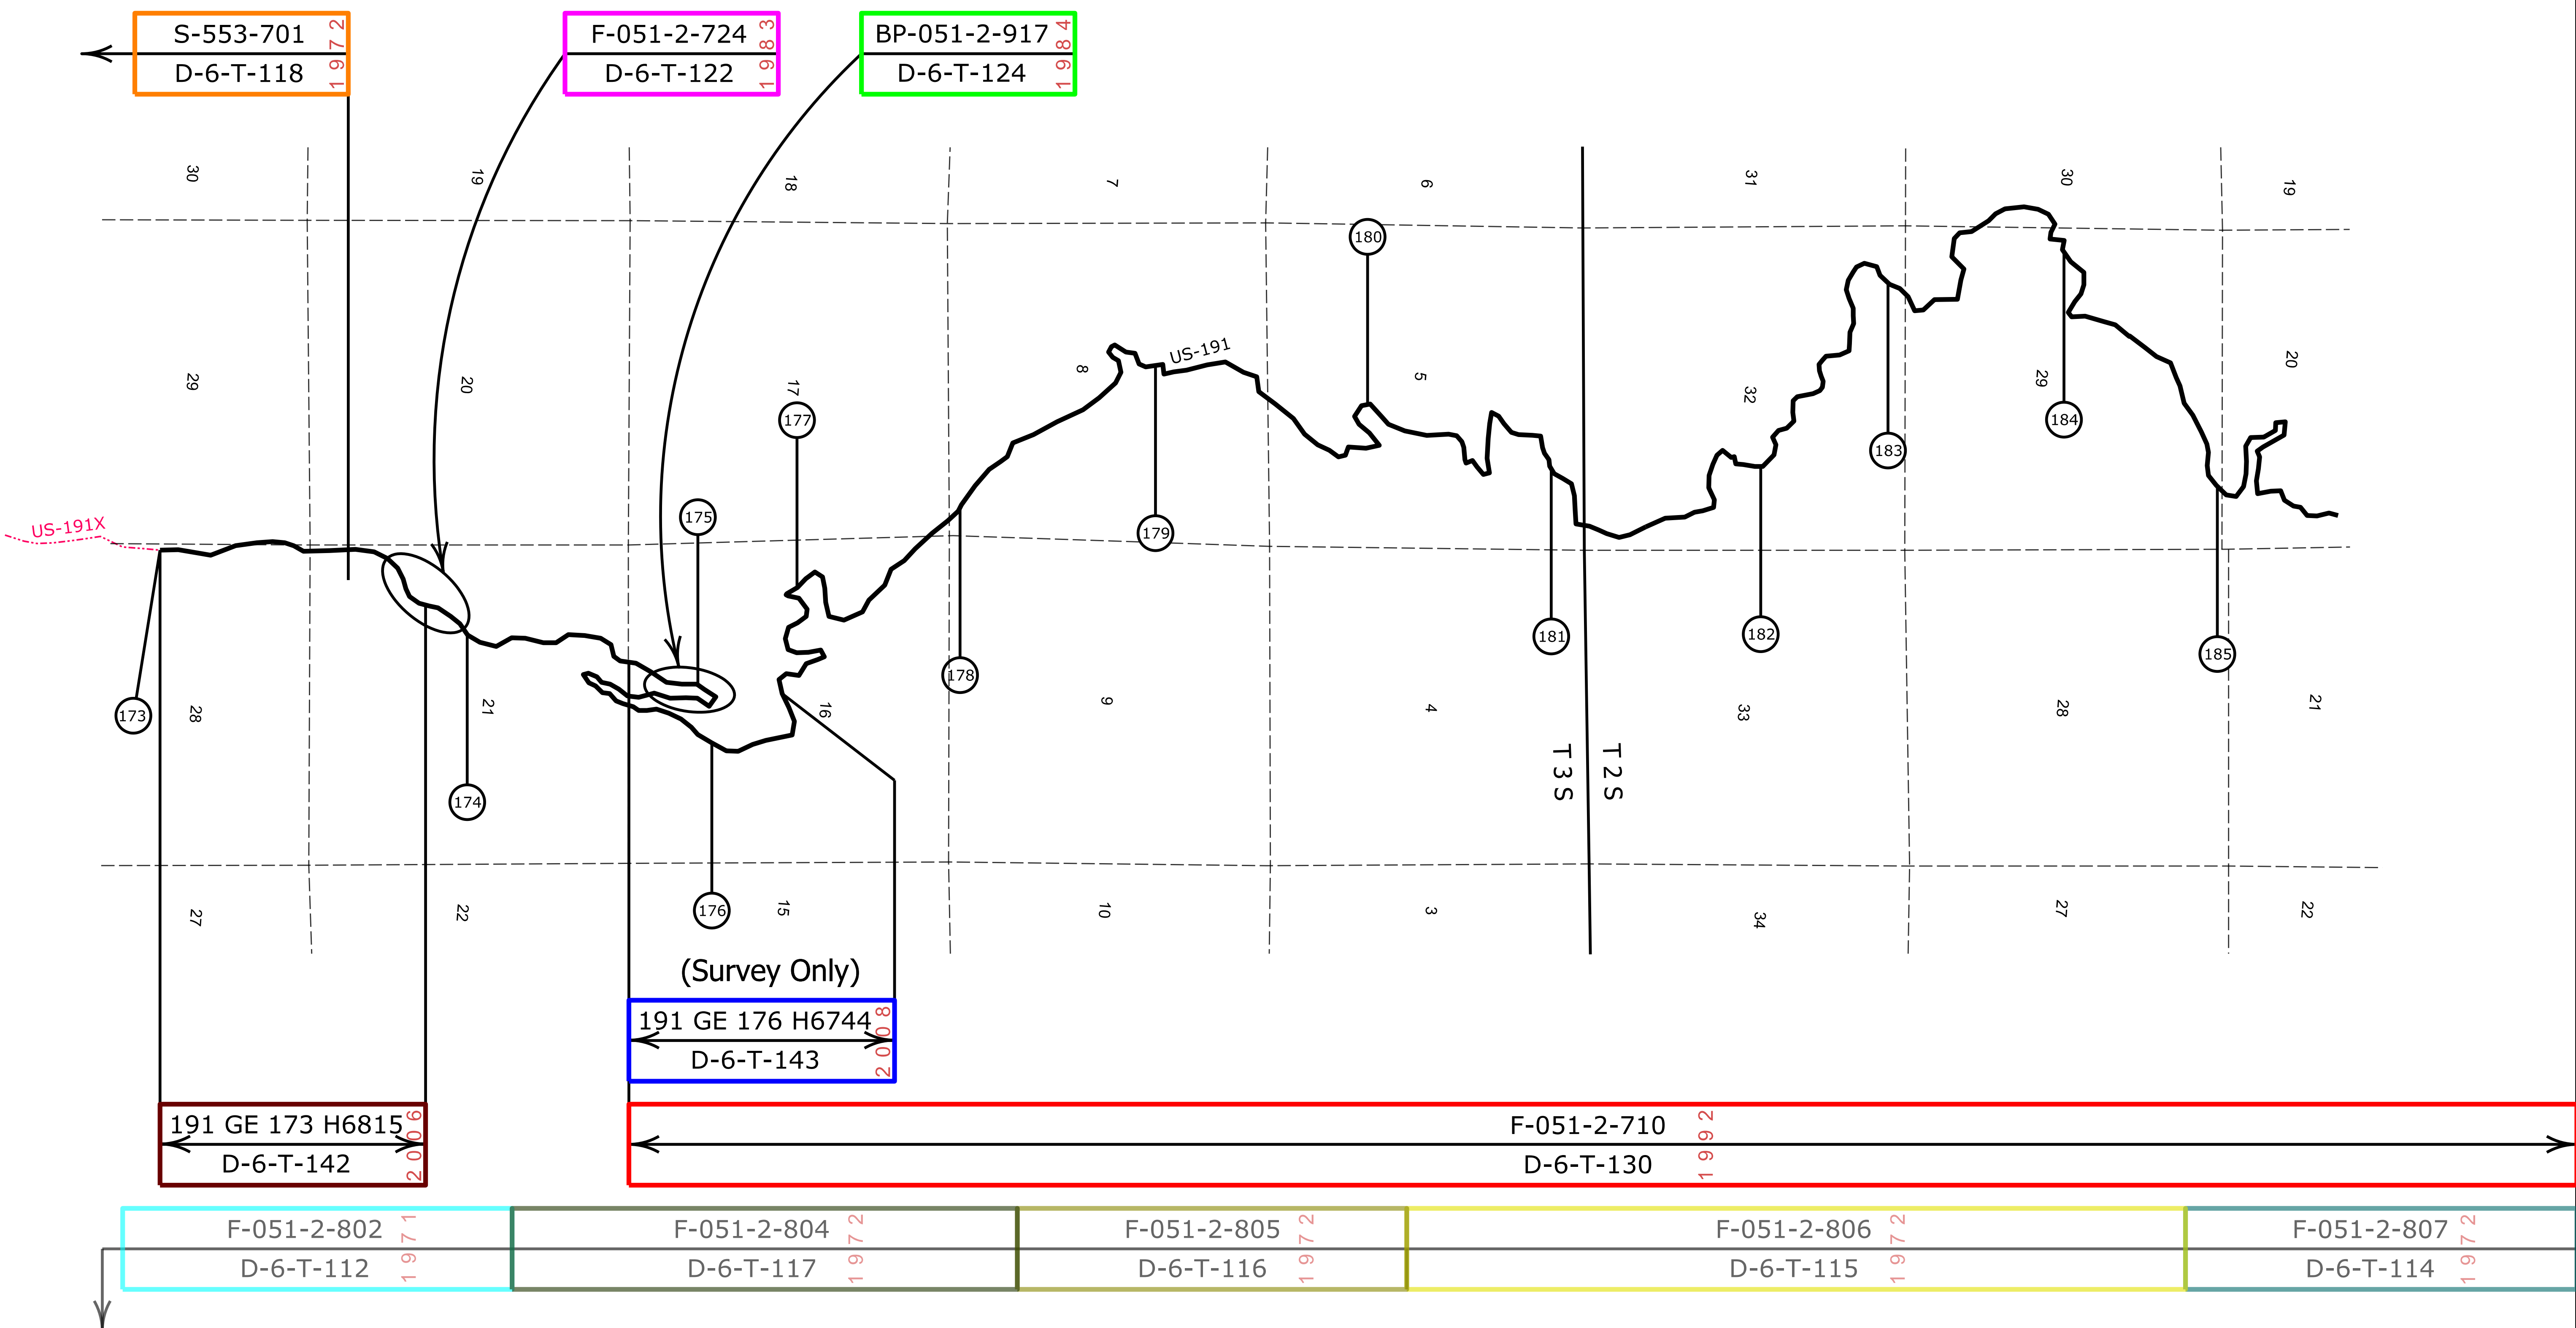 S-553-701
D-6-T-118
1972
F-051-2-724
D-6-T-122
1983
BP-051-2-917
D-6-T-124
1984
30
19
18
7
6
31
30
19
180
US-191
29
20
17
8
5
32
29
20
177
183
184
175
179
US-191X
181
182
185
178
173
28
21
16
9
4
33
28
21
T3S
T2S
174
176
27
22
15
10
3
34
27
22
(Survey Only)
191 GE 176 H6744
D-6-T-143
2008
191 GE 173 H6815
D-6-T-142
2006
F-051-2-710
D-6-T-130
1992
F-051-2-802
D-6-T-112
1971
F-051-2-804
D-6-T-117
1972
F-051-2-805
D-6-T-116
1972
F-051-2-806
D-6-T-115
1972
F-051-2-807
D-6-T-114
1972